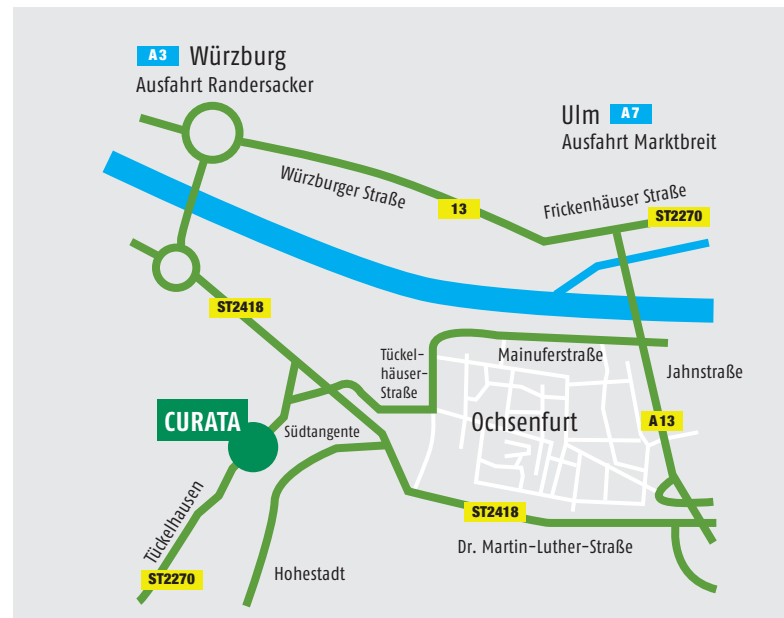 A3 Würzburg
Ausfahrt Randersacker
Ulm A7
Ausfahrt Marktbreit
Würzburger Straße
13
Frickenhäuser Straße
ST2270
ST2418
Tückel-
häuser-
Straße
Mainuferstraße
Jahnstraße
CURATA
Südtangente
Ochsenfurt
A13
Tückelhausen
ST2418
Dr. Martin-Luther-Straße
ST2270
Hohestadt